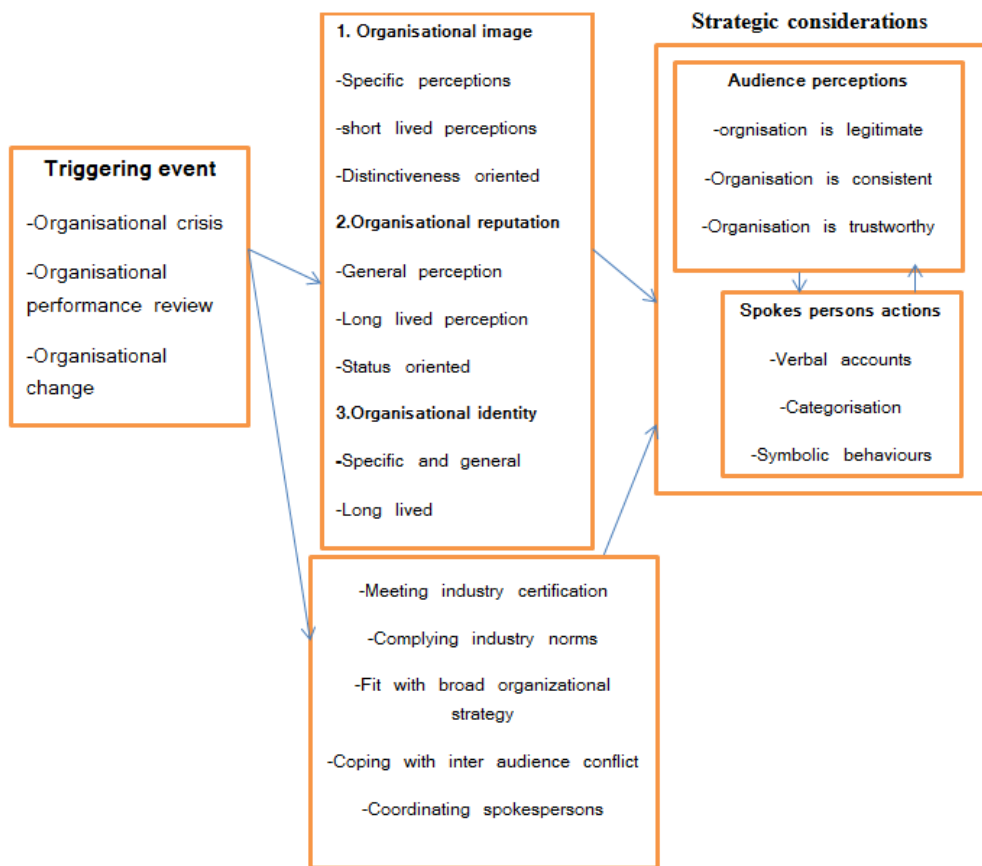 Triggering event
-Organisational crisis
-Organisational
performance review
-Organisational
change
1. Organisational image
-Specific perceptions
-short lived perceptions
-Distinctiveness oriented
2.Organisational reputation
-General perception
-Long lived perception
-Status oriented
3.Organisational identity
-Specific and general
-Long lived
-Meeting industry certification
-Complying industry norms
-Fit with broad organizational
strategy
-Coping with inter audience conflict
-Coordinating spokespersons
Strategic considerations
Audience perceptions
-orgnisation is legitimate
-Organisation is consistent
-Organisation is trustworthy
Spokes persons actions
-Verbal accounts
-Categorisation
-Symbolic behaviours